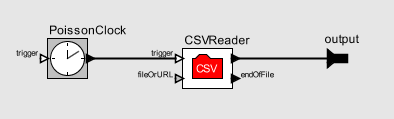 PoissonClock
trigger
CSVReader
trigger
fileOrURL
CSV
endOfFile
output